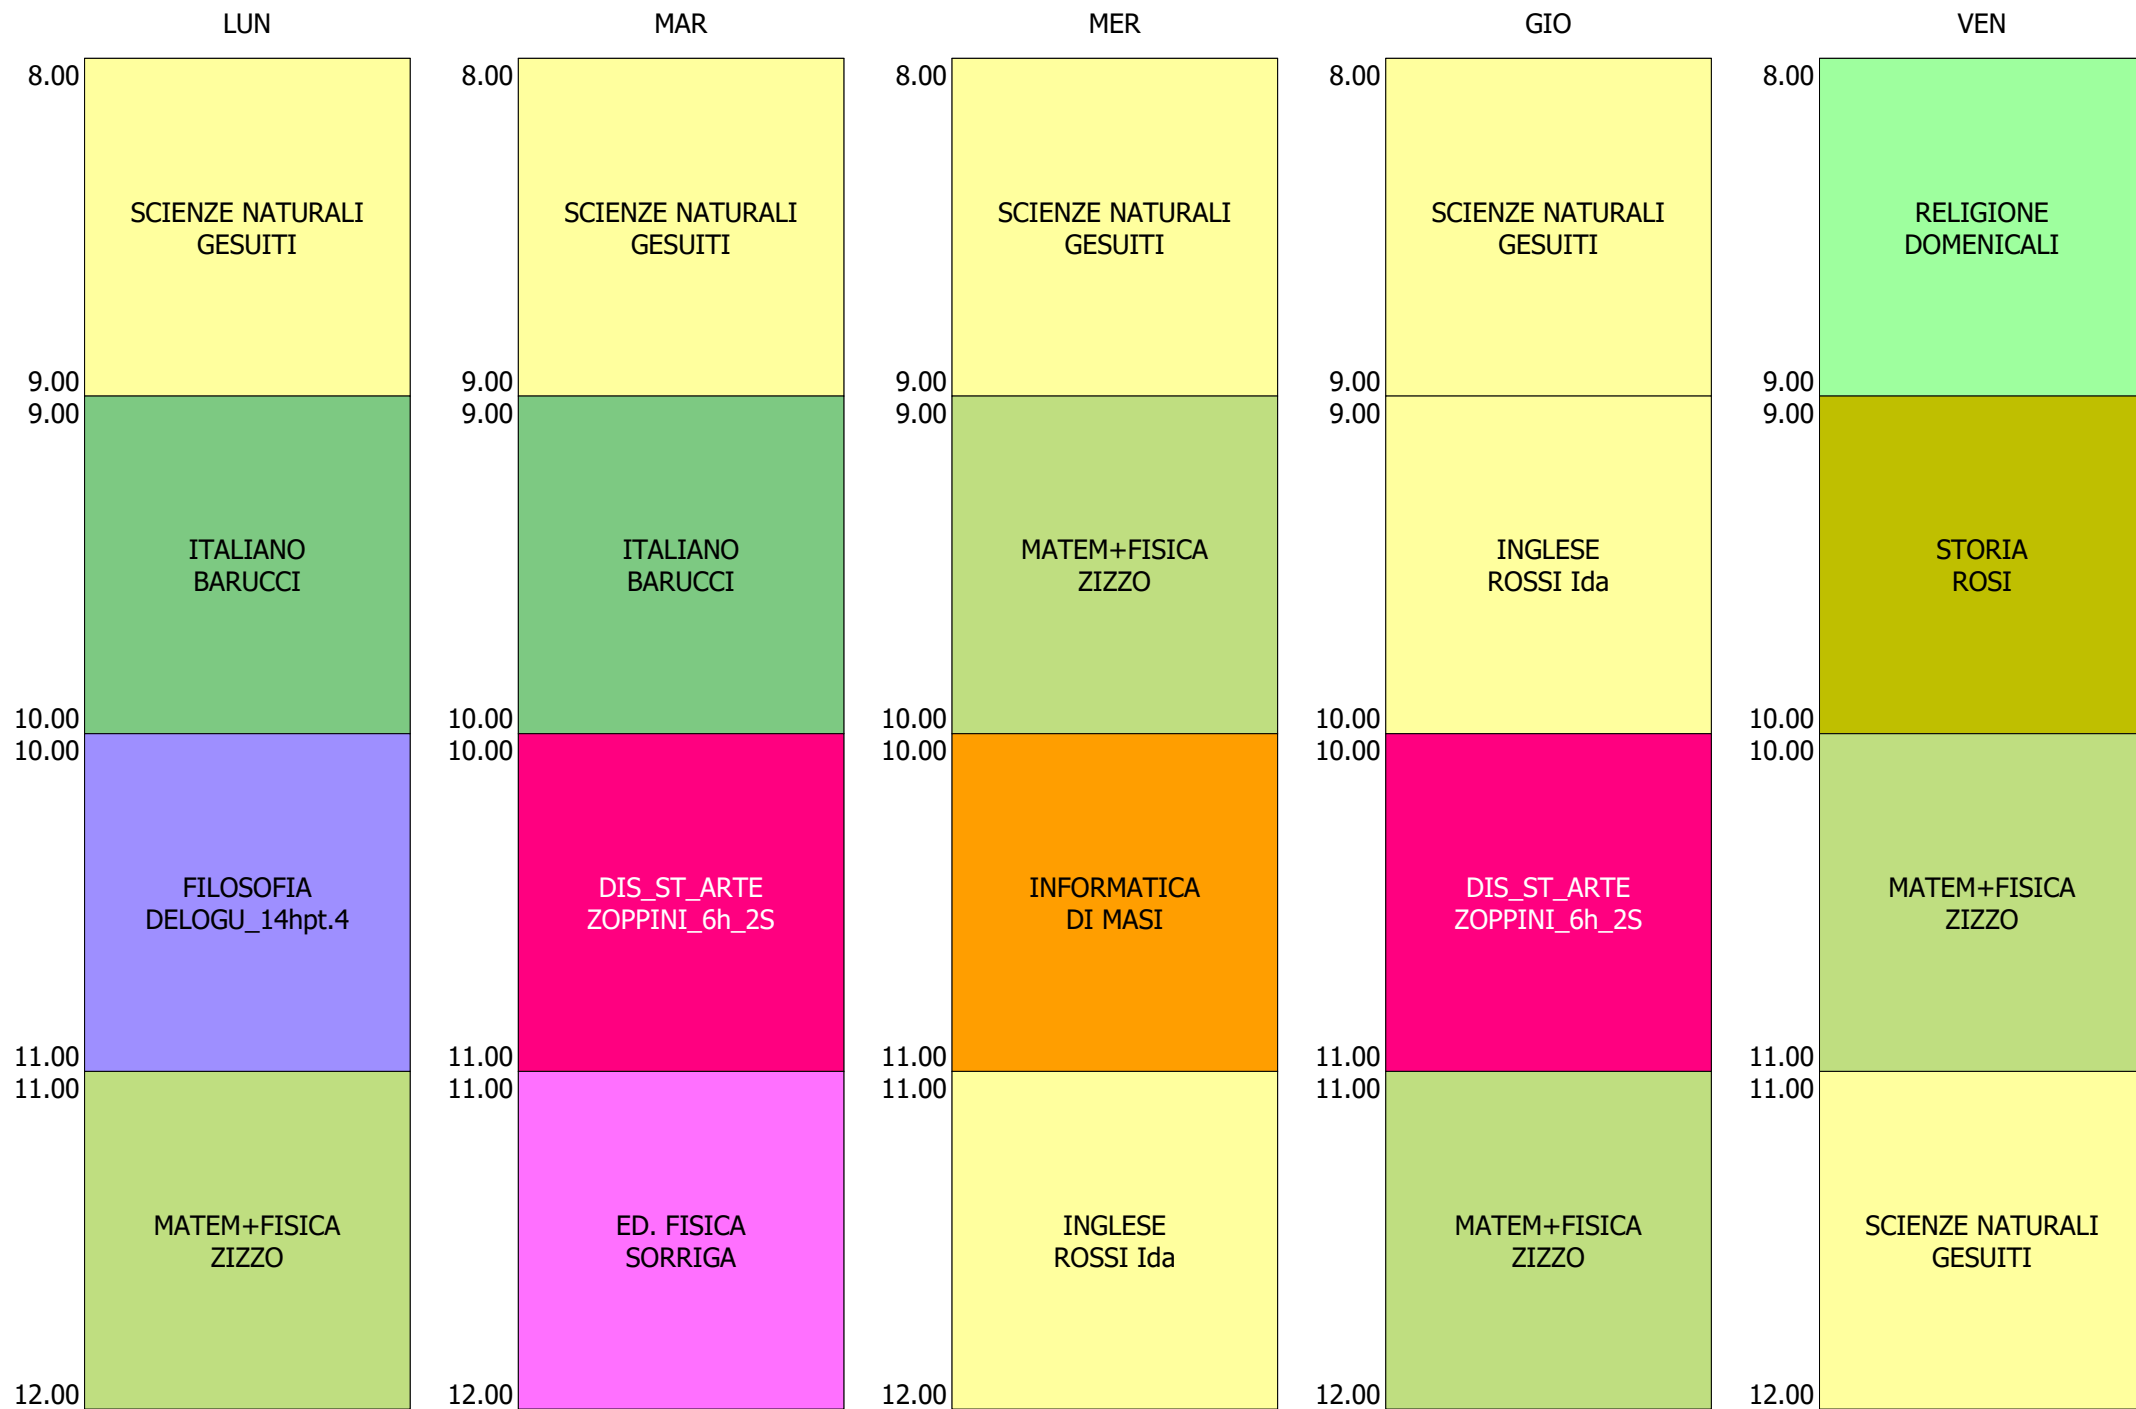 LUN
MAR
MER
GIO
VEN
8.00
SCIENZE NATURALI
GESUITI
9.00
8.00
SCIENZE NATURALI
GESUITI
9.00
8.00
SCIENZE NATURALI
GESUITI
9.00
8.00
SCIENZE NATURALI
GESUITI
9.00
8.00
RELIGIONE
DOMENICALI
9.00
9.00
ITALIANO
BARUCCI
10.00
9.00
ITALIANO
BARUCCI
10.00
9.00
MATEM+FISICA
ZIZZO
10.00
9.00
INGLESE
ROSSI Ida
10.00
9.00
STORIA
ROSI
10.00
10.00
FILOSOFIA
DELOGU_14hpt.4
11.00
10.00
DIS_ST_ARTE
ZOPPINI_6h_2S
11.00
10.00
INFORMATICA
DI MASI
11.00
10.00
DIS_ST_ARTE
ZOPPINI_6h_2S
11.00
10.00
MATEM+FISICA
ZIZZO
11.00
11.00
MATEM+FISICA
ZIZZO
12.00
11.00
ED. FISICA
SORRIGA
12.00
11.00
INGLESE
ROSSI Ida
12.00
11.00
MATEM+FISICA
ZIZZO
12.00
11.00
SCIENZE NATURALI
GESUITI
12.00